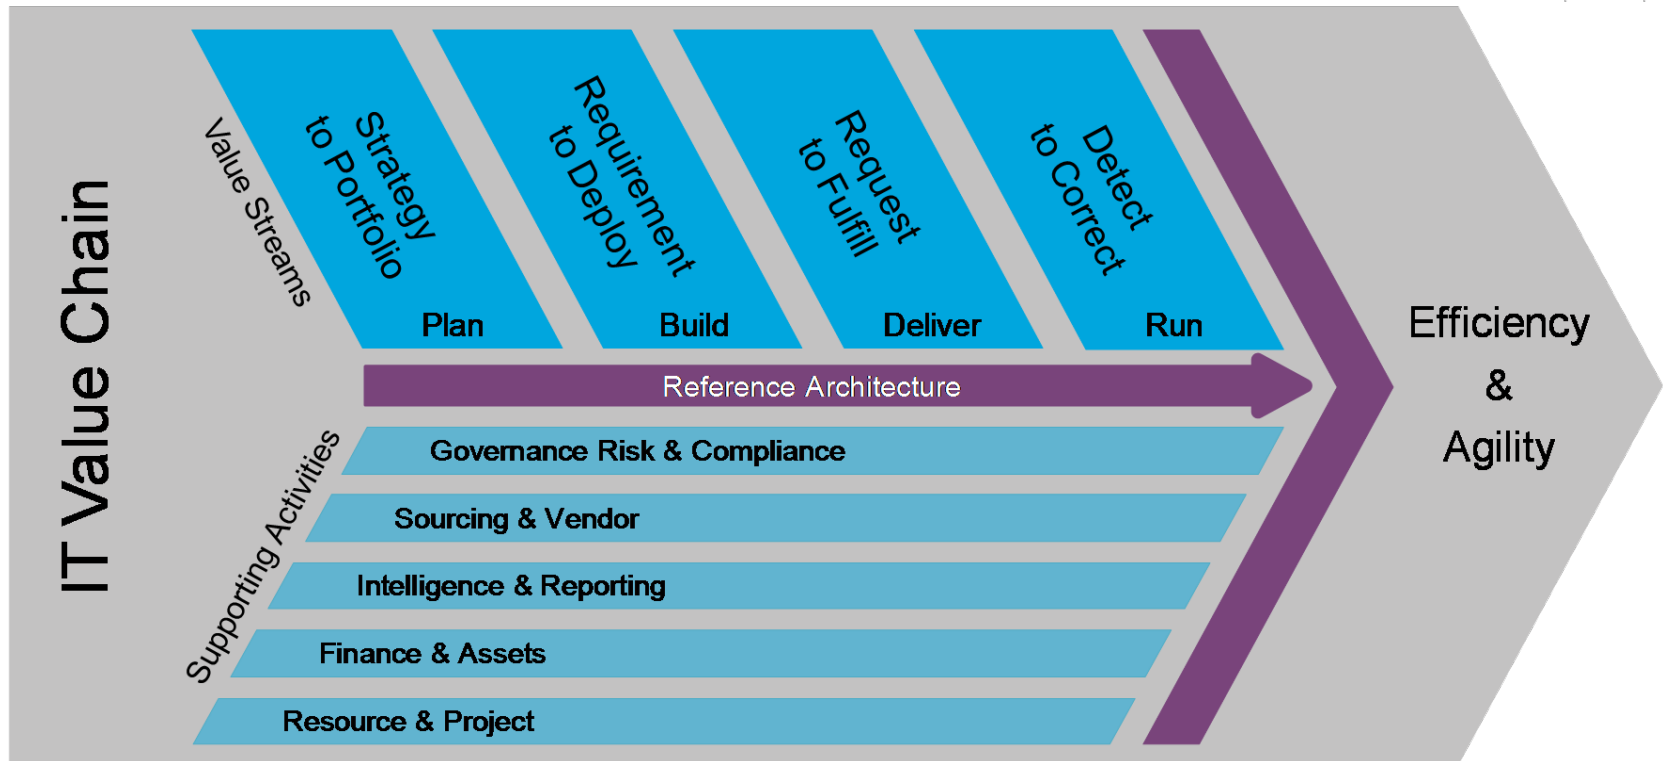 IT Value Chain
Value Streams
Strategy
to Portfolio
Plan
Requirement
to Deploy
Build
Request
to Fulfill
Deliver
Detect
to Correct
Run
Reference Architecture
Efficiency
&
Agility
Supporting Activities
Governance Risk & Compliance
Sourcing & Vendor
Intelligence & Reporting
Finance & Assets
Resource & Project